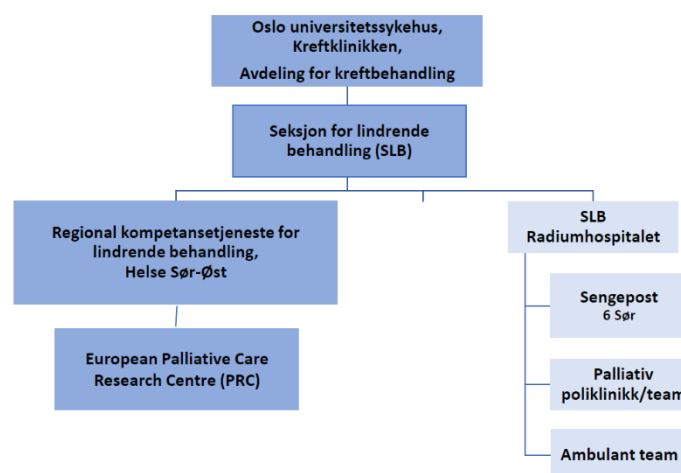 Oslo universitetssykehus,
Kreftklinikken,
Avdeling for kreftbehandling
Seksjon for lindrende
behandling (SLB)
Regional kompetansetjeneste for
lindrende behandling,
Helse Sør-Øst
European Palliative Care
Research Centre (PRC)
SLB
Radiumhospitalet
Sengepost
6 Sør
Palliativ
poliklinikk/team
Ambulant team